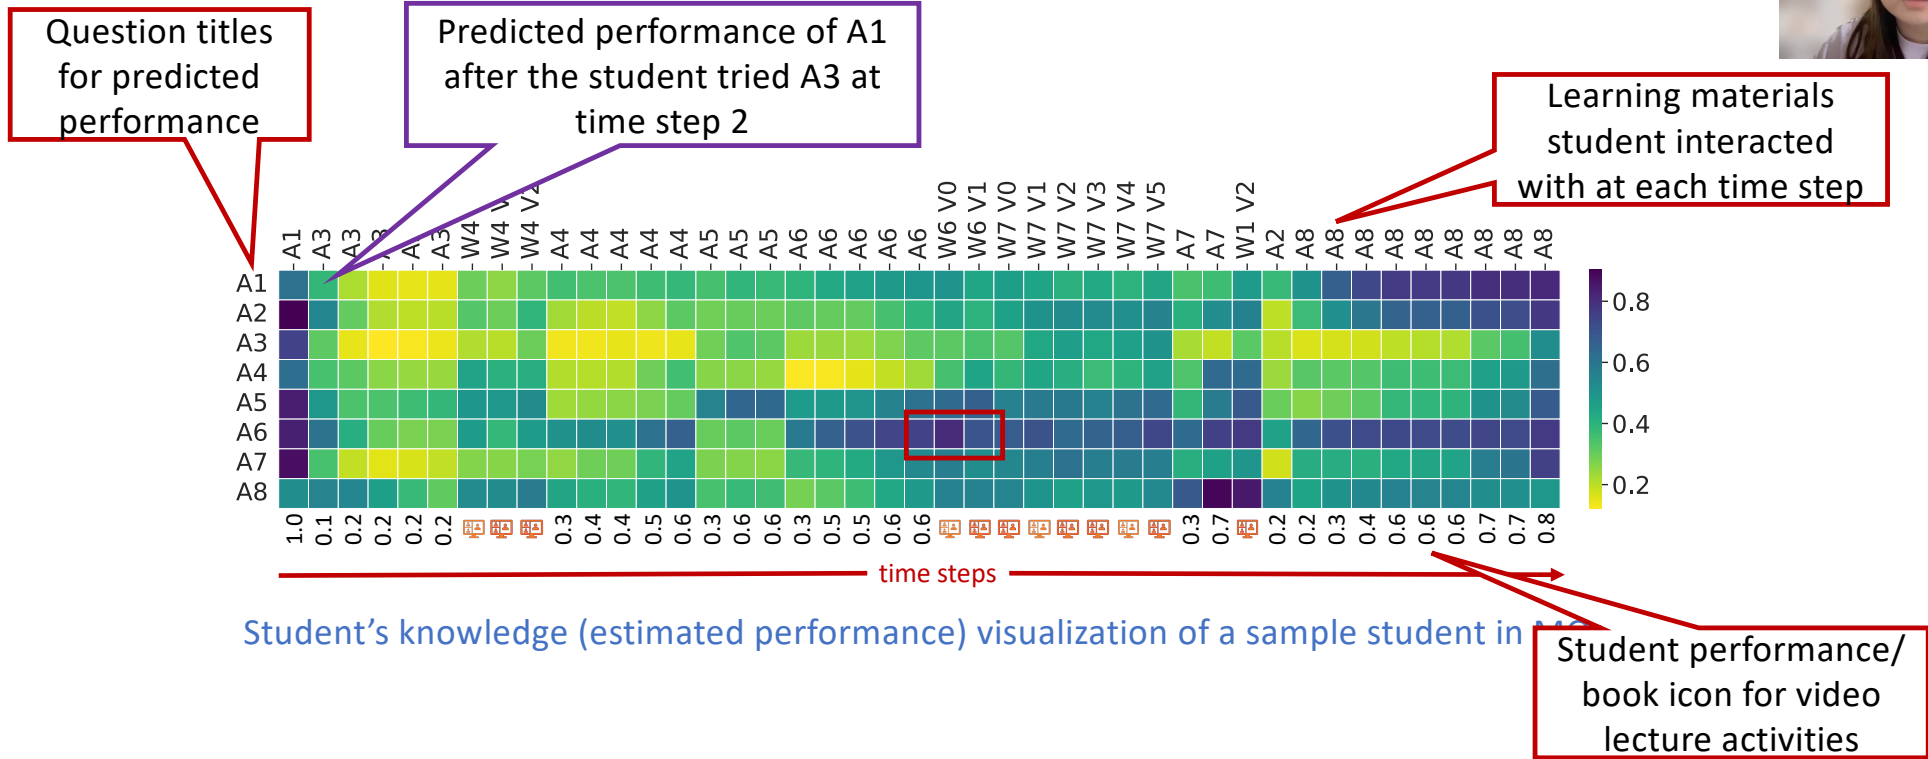 Question titles
for predicted
performance
Predicted performance of A1
after the student tried A3 at
time step 2
Learning materials
student interacted
with at each time step
A1 A3 A3 A3 W4 W4 W4 V2 A4 A4 A4 A4 A4 A5 A5 A5 A6 A6 A6 A6 A6 W6 V0 W6 V1 W7 V0 W7 V1 W7 V2 W7 V3 W7 V4 W7 V5 A7 A7 W1 V2 A2 A8 A8 A8 A8 A8 A8 A8 A8 A8
A1
A2
A3
A4
A5
A6
A7
A8
0.8
0.6
0.4
0.2
1.0 0.1 0.2 0.2 0.2 0.2 0.3 0.4 0.4 0.5 0.6 0.3 0.6 0.6 0.3 0.5 0.5 0.6 0.6 0.3 0.7 0.2 0.2 0.3 0.4 0.6 0.6 0.6 0.7 0.7 0.8
time steps
Student's knowledge (estimated performance) visualization of a sample student in
Student performance/
book icon for video
lecture activities